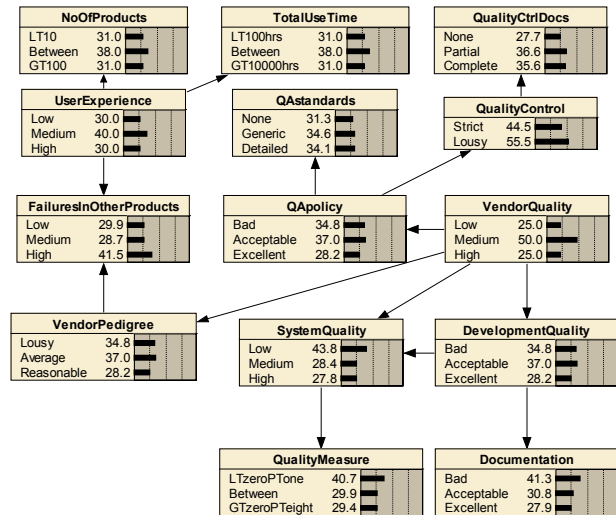 NoOfProducts
LT10 31.0
Between 38.0
GT100 31.0
TotalUseTime
LT100hrs 31.0
Between 38.0
GT10000hrs 31.0
QualityCtrlDocs
None 27.7
Partial 36.6
Complete 35.6
UserExperience
Low 30.0
Medium 40.0
High 30.0
QAstandards
None 31.3
Generic 34.6
Detailed 34.1
QualityControl
Strict 44.5
Lousy 55.5
FailuresInOtherProducts
Low 29.9
Medium 28.7
High 41.5
QApolicy
Bad 34.8
Acceptable 37.0
Excellent 28.2
VendorQuality
Low 25.0
Medium 50.0
High 25.0
VendorPedigree
Lousy 34.8
Average 37.0
Reasonable 28.2
SystemQuality
Low 43.8
Medium 28.4
High 27.8
DevelopmentQuality
Bad 34.8
Acceptable 37.0
Excellent 28.2
QualityMeasure
LTzeroPTone 40.7
Between 29.9
GTzeroPTeight 29.4
Documentation
Bad 41.3
Acceptable 30.8
Excellent 27.9